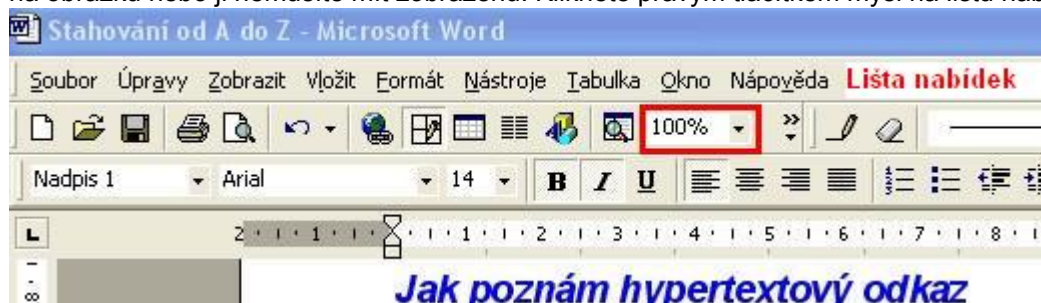 Stahování od A do Z - Microsoft Word
Soubor Úpravy Zobrazit Vložit Formát Nástroje Tabulka Okno Nápověda Lišta nabídek
100%
Nadpis 1 Arial 14 B I U
L 2 1 1 2 3 4 5 6 7 8
8
Jak poznám hypertextový odkaz